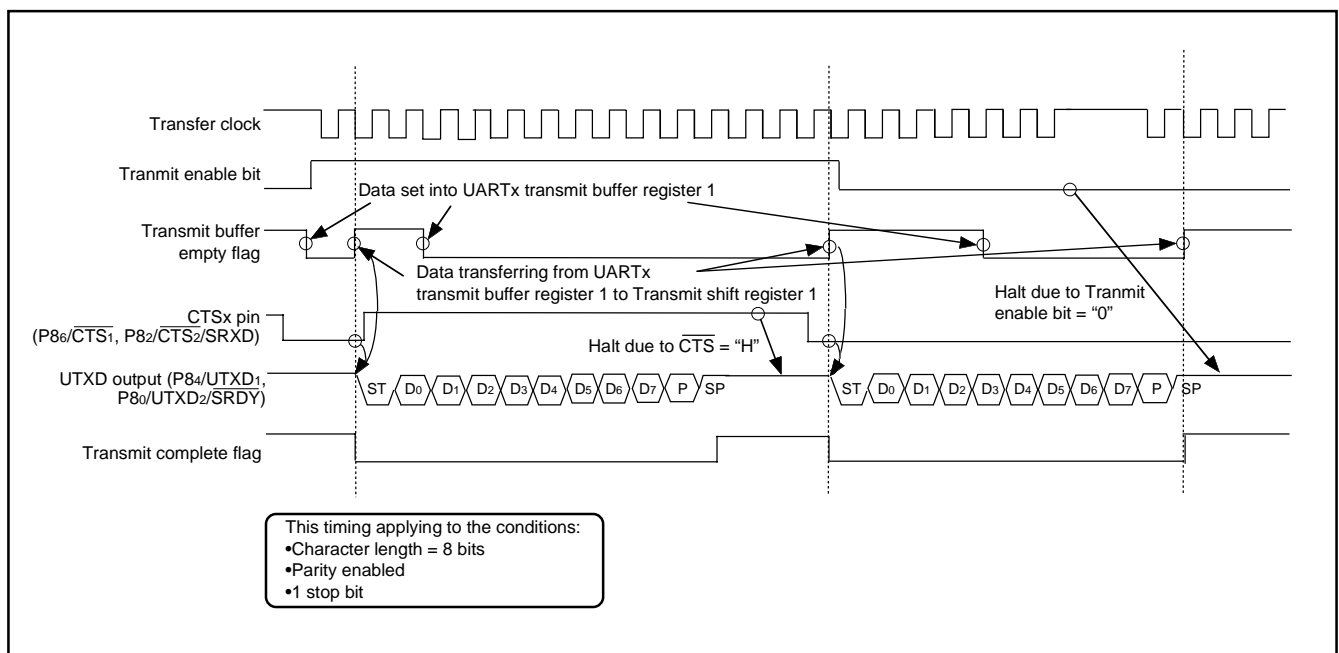 Transfer clock
Tranmit enable bit
Data set into UARTx transmit buffer register 1
Transmit buffer
empty flag
Data transferring from UARTx
transmit buffer register 1 to Transmit shift register 1
Halt due to Tranmit
enable bit = “0”
CTSx pin
(P86/CTS1, P82/CTS2/SRXD)
Halt due to CTS = “H”
UTXD output (P84/UTXD1,
P80/UTXD2/SRDY)
ST D0 D1 D2 D3 D4 D5 D6 D7 P SP
ST D0 D1 D2 D3 D4 D5 D6 D7 P SP
Transmit complete flag
This timing applying to the conditions:
•Character length = 8 bits
•Parity enabled
•1 stop bit